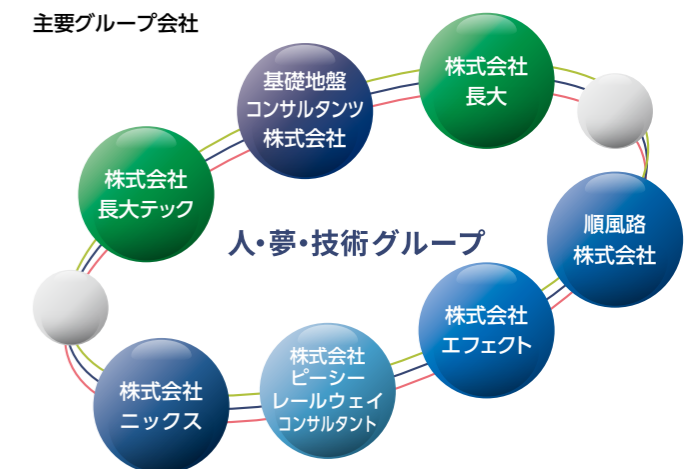 主要グループ会社
株式会社
長大
基礎地盤
コンサルタンツ
株式会社
株式会社
長大テック
人・夢・技術グループ
順風路
株式会社
株式会社
エフェクト
株式会社
ピーシー
レールウェイ
コンサルタント
株式会社
ニックス